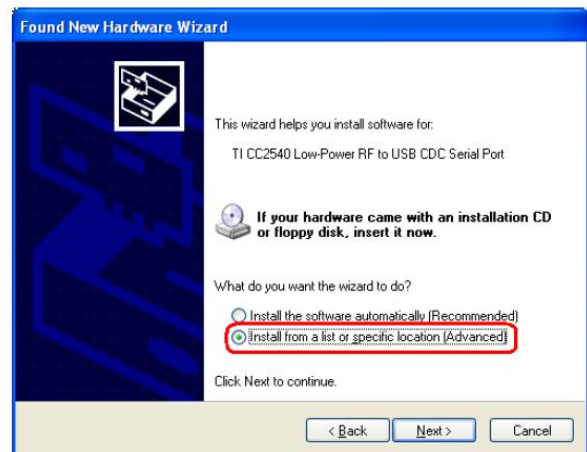 Found New Hardware Wizard
This wizard helps you install software for:
TI CC2540 Low-Power RF to USB CDC Serial Port
If your hardware came with an installation CD
or floppy disk, insert it now.
What do you want the wizard to do?
Install the software automatically (Recommended)
Install from a list or specific location (Advanced)
Click Next to continue.
< Back Next > Cancel